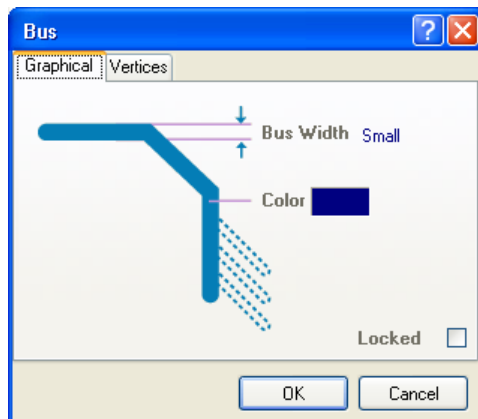 Bus
Graphical Vertices
Bus Width Small
Color
Locked
OK Cancel